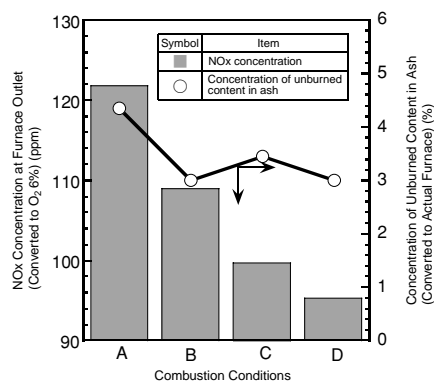 NOx Concentration at Furnace Outlet
(Converted to O2 6%) (ppm)
130
120
110
100
90
Symbol Item
NOx concentration
Concentration of unburned
content in ash
6
5
4
3
2
1
0
Concentration of Unburned Content in Ash
(Converted to Actual Furnace) (%)
A B C D
Combustion Conditions